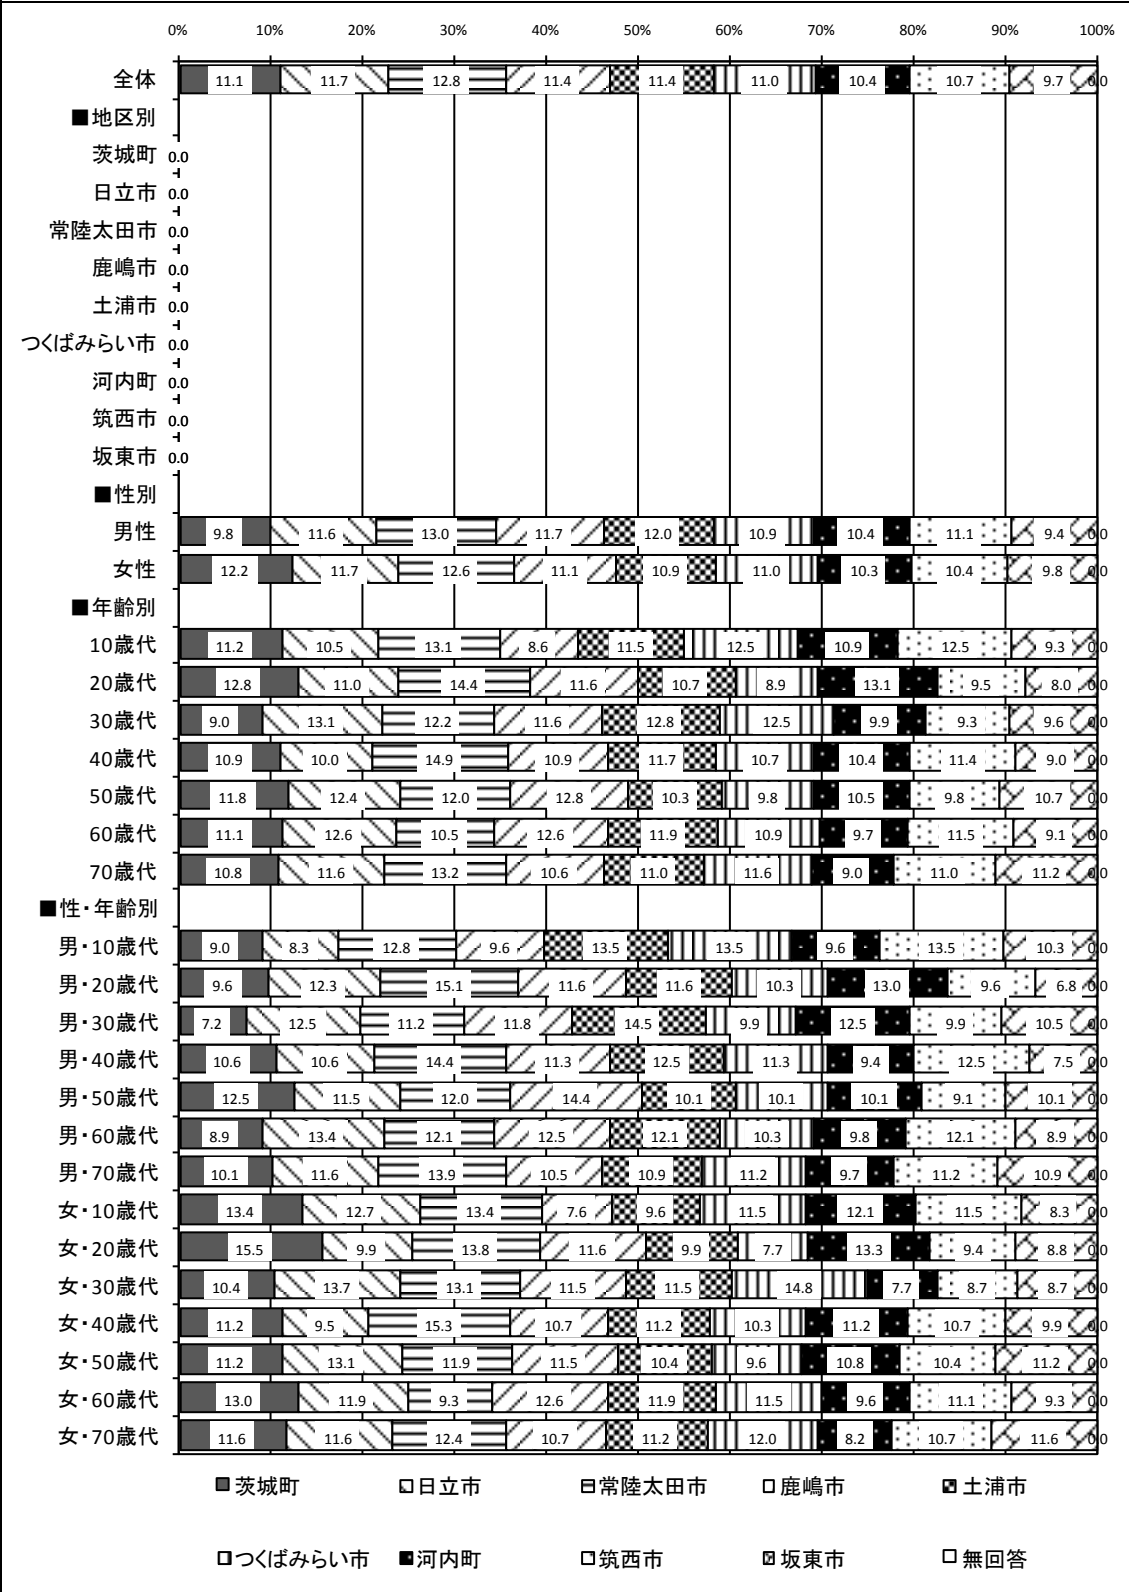 0% 10% 20% 30% 40% 50% 60% 70% 80% 90% 100%
全体 11.1 11.7 12.8 11.4 11.4 11.0 10.4 10.7 9.7 0.0
■地区別
茨城町 0.0
日立市 0.0
常陸太田市 0.0
鹿嶋市 0.0
土浦市 0.0
つくばみらい市 0.0
河内町 0.0
筑西市 0.0
坂東市 0.0
■性別
男性 9.8 11.6 13.0 11.7 12.0 10.9 10.4 11.1 9.4 0.0
女性 12.2 11.7 12.6 11.1 10.9 11.0 10.3 10.4 9.8 0.0
■年齢別
10歳代 11.2 10.5 13.1 8.6 11.5 12.5 10.9 12.5 9.3 0.0
20歳代 12.8 11.0 14.4 11.6 10.7 8.9 13.1 9.5 8.0 0.0
30歳代 9.0 13.1 12.2 11.6 12.8 12.5 9.9 9.3 9.6 0.0
40歳代 10.9 10.0 14.9 10.9 11.7 10.7 10.4 11.4 9.0 0.0
50歳代 11.8 12.4 12.0 12.8 10.3 9.8 10.5 9.8 10.7 0.0
60歳代 11.1 12.6 10.5 12.6 11.9 10.9 9.7 11.5 9.1 0.0
70歳代 10.8 11.6 13.2 10.6 11.0 11.6 9.0 11.0 11.2 0.0
■性・年齢別
男・10歳代 9.0 8.3 12.8 9.6 13.5 13.5 9.6 13.5 10.3 0.0
男・20歳代 9.6 12.3 15.1 11.6 11.6 10.3 13.0 9.6 6.8 0.0
男・30歳代 7.2 12.5 11.2 11.8 14.5 9.9 12.5 9.9 10.5 0.0
男・40歳代 10.6 10.6 14.4 11.3 12.5 11.3 9.4 12.5 7.5 0.0
男・50歳代 12.5 11.5 12.0 14.4 10.1 10.1 10.1 9.1 10.1 0.0
男・60歳代 8.9 13.4 12.1 12.5 12.1 10.3 9.8 12.1 8.9 0.0
男・70歳代 10.1 11.6 13.9 10.5 10.9 11.2 9.7 11.2 10.9 0.0
女・10歳代 13.4 12.7 13.4 7.6 9.6 11.5 12.1 11.5 8.3 0.0
女・20歳代 15.5 9.9 13.8 11.6 9.9 7.7 13.3 9.4 8.8 0.0
女・30歳代 10.4 13.7 13.1 11.5 11.5 14.8 7.7 8.7 8.7 0.0
女・40歳代 11.2 9.5 15.3 10.7 11.2 10.3 11.2 10.7 9.9 0.0
女・50歳代 11.2 13.1 11.9 11.5 10.4 9.6 10.8 10.4 11.2 0.0
女・60歳代 13.0 11.9 9.3 12.6 11.9 11.5 9.6 11.1 9.3 0.0
女・70歳代 11.6 11.6 12.4 10.7 11.2 12.0 8.2 10.7 11.6 0.0
茨城町 日立市 常陸太田市 鹿嶋市 土浦市
つくばみらい市 河内町 筑西市 坂東市 無回答